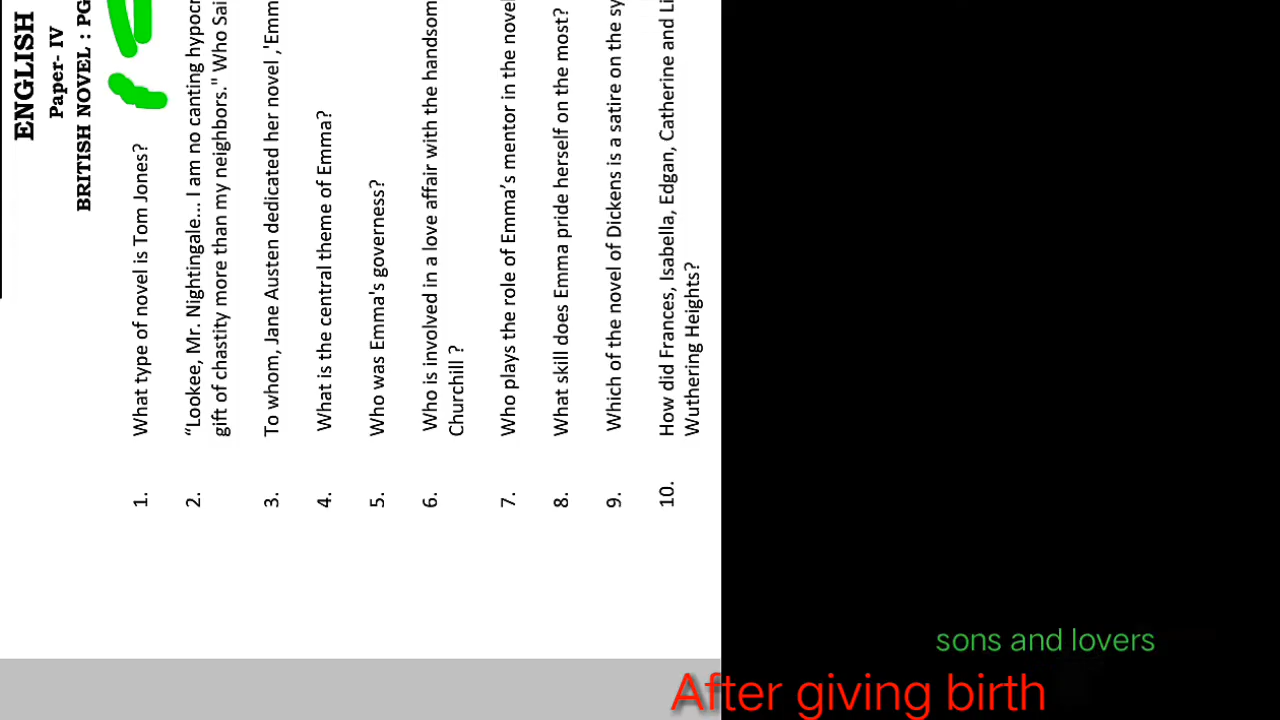 ENGLISH
Paper- IV
BRITISH NOVEL : PG
1. What type of novel is Tom Jones?
2. “Lookee, Mr. Nightingale... I am no canting hypocr
gift of chastity more than my neighbors." Who Sai
3. To whom, Jane Austen dedicated her novel ,'Emm
4. What is the central theme of Emma?
5. Who was Emma's governess?
6. Who is involved in a love affair with the handsom
Churchill ?
7. Who plays the role of Emma’s mentor in the novel
8. What skill does Emma pride herself on the most?
9. Which of the novel of Dickens is a satire on the sy
10. How did Frances, Isabella, Edgan, Catherine and Li
Wuthering Heights?
sons and lovers
After giving birth